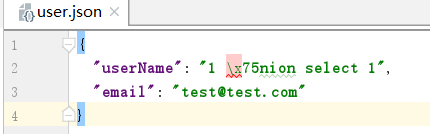 user.json
1 {
2 "userName": "1 \x75nion select 1",
3 "email": "test@test.com"
4 }